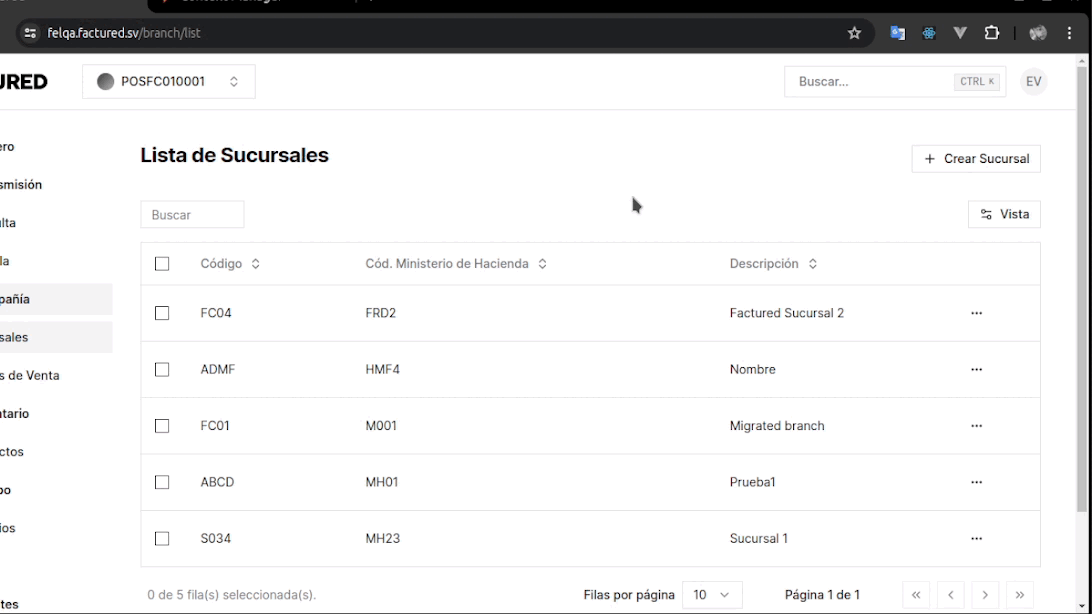 felqa.factured.sv/branch/list
URED
POSFC010001
Buscar...
CTRL K
EV
ero
smisión
ulta
la
pañía
sales
s de Venta
ntario
ctos
po
ios
tes
Lista de Sucursales
+ Crear Sucursal
Buscar
Vista
Código Cód. Ministerio de Hacienda Descripción
FC04 FRD2 Factured Sucursal 2 ...
ADMF HMF4 Nombre ...
FC01 M001 Migrated branch ...
ABCD MH01 Prueba1 ...
S034 MH23 Sucursal 1 ...
0 de 5 fila(s) seleccionada(s).
Filas por página 10 Página 1 de 1 « ‹ › »